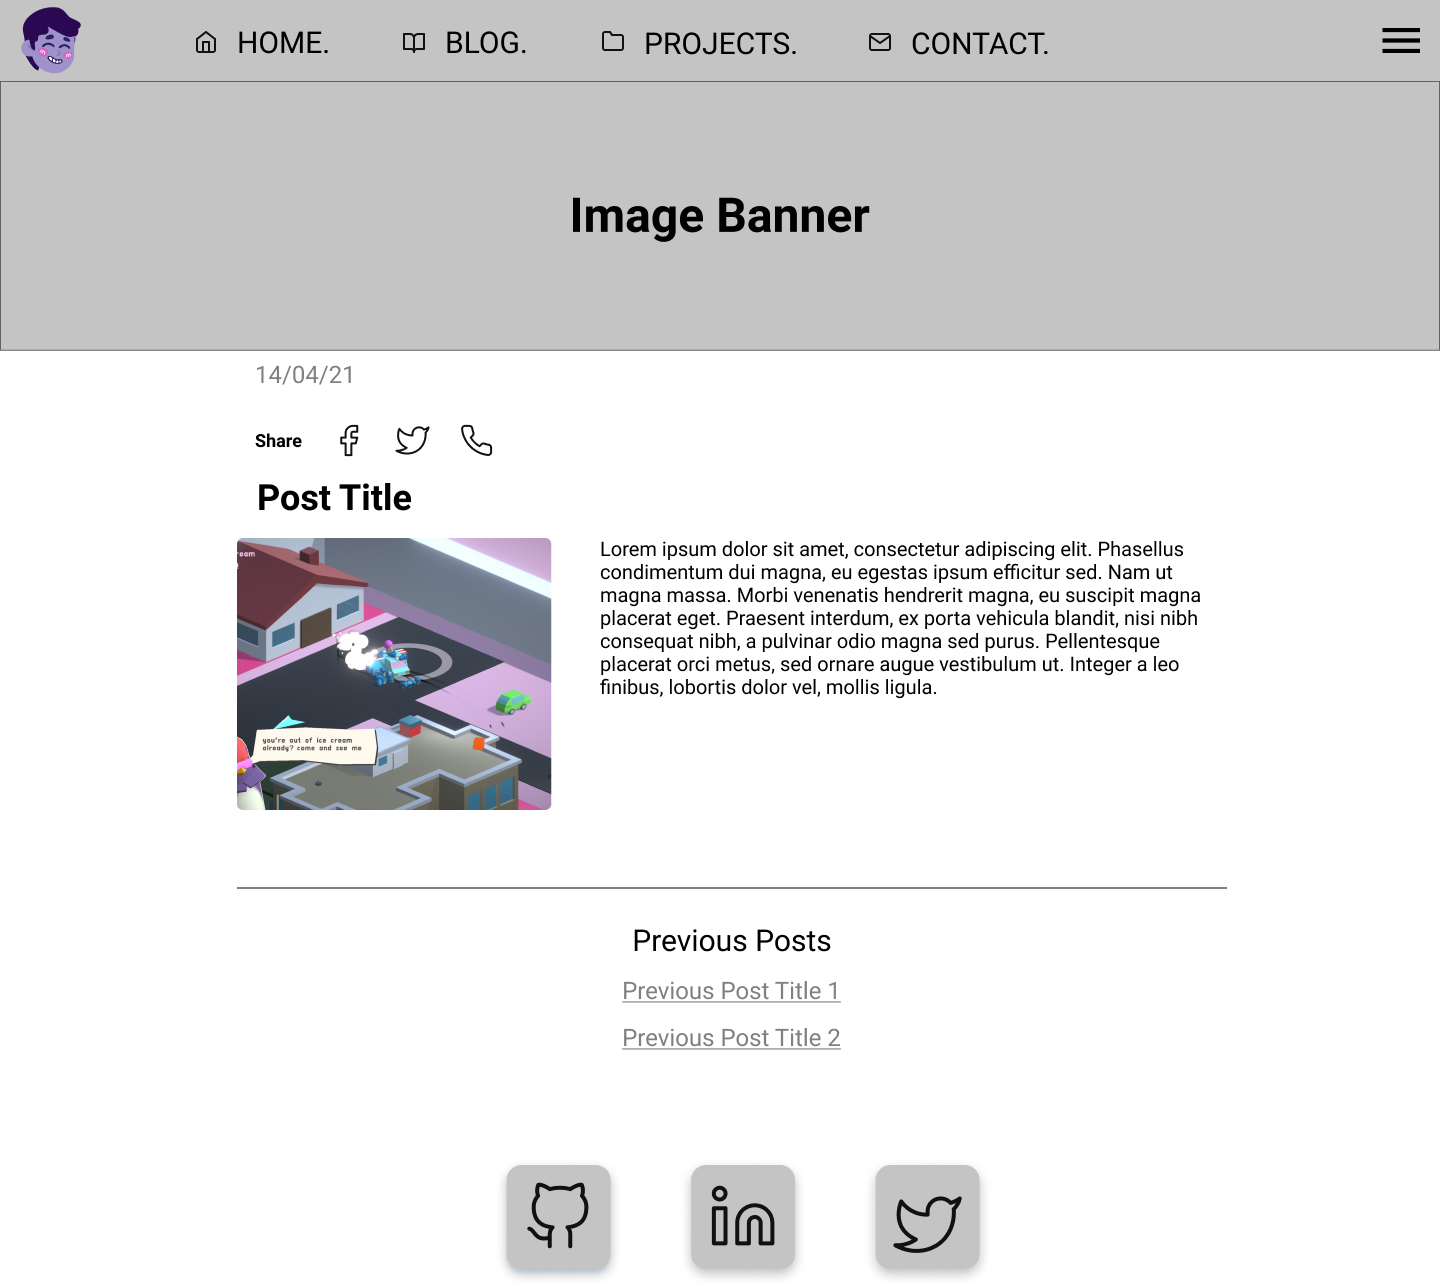 HOME.
BLOG.
PROJECTS.
CONTACT.
Image Banner
14/04/21
Share
Post Title
Lorem ipsum dolor sit amet, consectetur adipiscing elit. Phasellus
condimentum dui magna, eu egestas ipsum efficitur sed. Nam ut
magna massa. Morbi venenatis hendrerit magna, eu suscipit magna
placerat eget. Praesent interdum, ex porta vehicula blandit, nisi nibh
consequat nibh, a pulvinar odio magna sed purus. Pellentesque
placerat orci metus, sed ornare augue vestibulum ut. Integer a leo
finibus, lobortis dolor vel, mollis ligula.
ream
you're out of ice cream
already? come and see me
Previous Posts
Previous Post Title 1
Previous Post Title 2
in